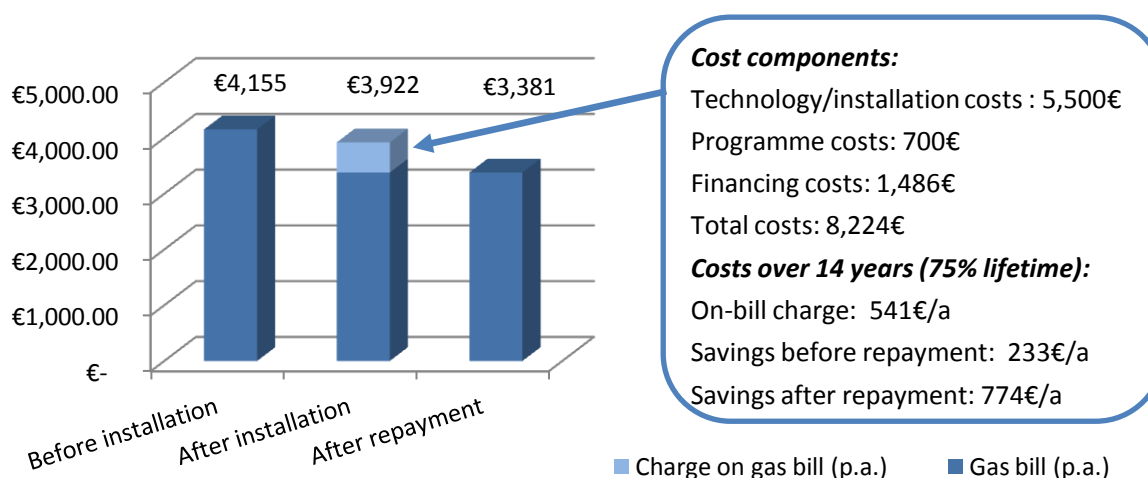 €4,155 €3,922 €3,381
€5,000.00
€4,000.00
€3,000.00
€2,000.00
€1,000.00
€-
Before installation
After installation
After repayment
Cost components:
Technology/installation costs : 5,500€
Programme costs: 700€
Financing costs: 1,486€
Total costs: 8,224€
Costs over 14 years (75% lifetime):
On-bill charge: 541€/a
Savings before repayment: 233€/a
Savings after repayment: 774€/a
Charge on gas bill (p.a.) Gas bill (p.a.)